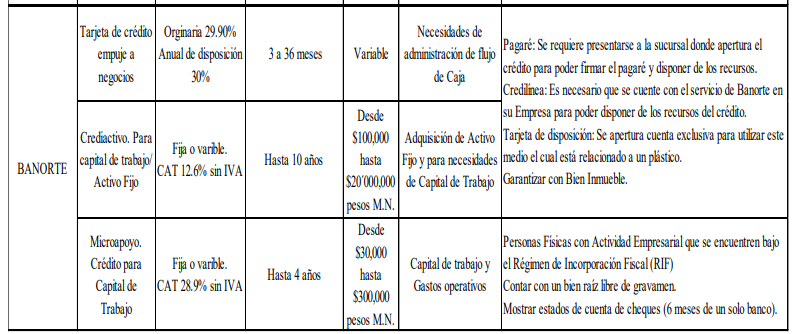 BANORTE
Tarjeta de crédito
empuje a
negocios
Orginaria 29.90%
Anual de disposición
30%
3 a 36 meses
Variable
Necesidades de
administración de flujo
de Caja
Pagaré: Se requiere presentarse a la sucursal donde apertura el
crédito para poder firmar el pagaré y disponer de los recursos.
Credilínea: Es necesario que se cuente con el servicio de Banorte en
su Empresa para poder disponer de los recursos del crédito.
Tarjeta de disposición: Se apertura cuenta exclusiva para utilizar este
medio el cual está relacionado a un plástico.
Garantizar con Bien Inmueble.
Crediactivo. Para
capital de trabajo/
Activo Fijo
Fija o varible.
CAT 12.6% sin IVA
Hasta 10 años
Desde
$100,000
hasta
$20'000,000
pesos M.N.
Adquisición de Activo
Fijo y para necesidades
de Capital de Trabajo
Microapoyo.
Crédito para
Capital de
Trabajo
Fija o varible.
CAT 28.9% sin IVA
Hasta 4 años
Desde
$30,000
hasta
$300,000
pesos M.N.
Capital de trabajo y
Gastos operativos
Personas Físicas con Actividad Empresarial que se encuentren bajo
el Régimen de Incorporación Fiscal (RIF)
Contar con un bien raíz libre de gravamen.
Mostrar estados de cuenta de cheques (6 meses de un solo banco).